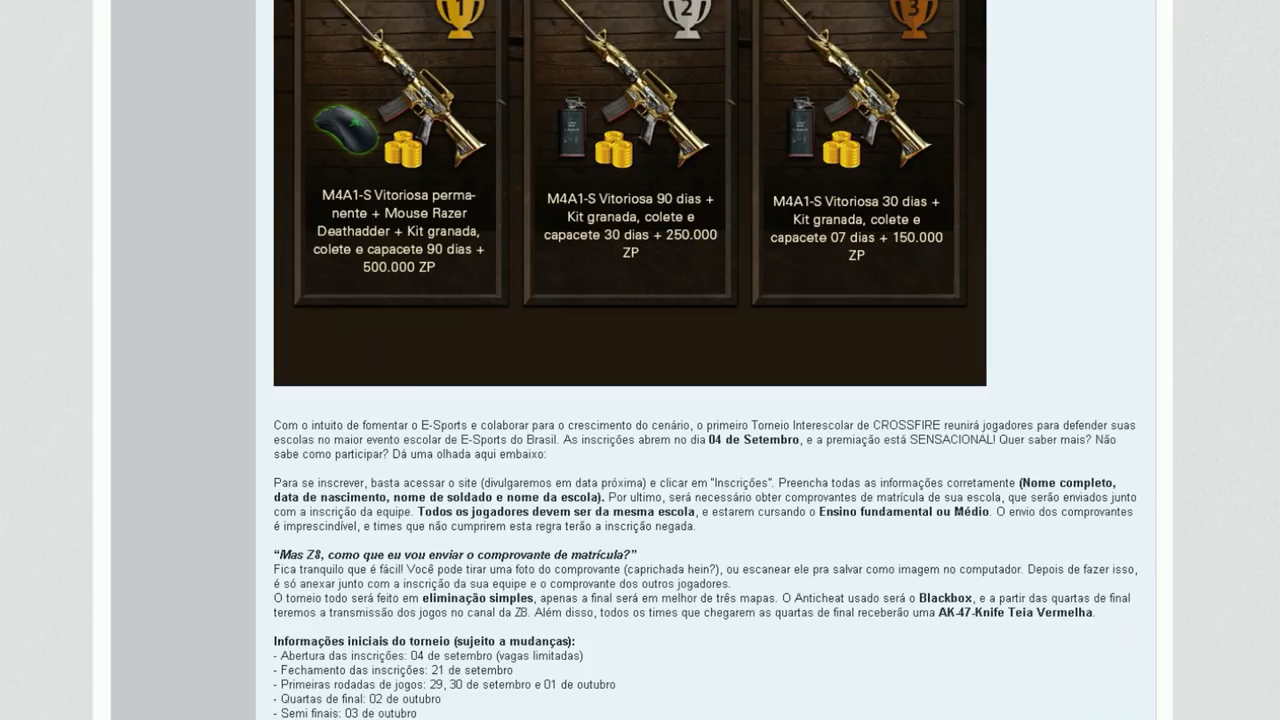 1
2
3
M4A1-S Vitoriosa perma-
nente + Mouse Razer
Deathadder + Kit granada,
colete e capacete 90 dias +
500.000 ZP
M4A1-S Vitoriosa 90 dias +
Kit granada, colete e
capacete 30 dias + 250.000
ZP
M4A1-S Vitoriosa 30 dias +
Kit granada, colete e
capacete 07 dias + 150.000
ZP
Com o intuito de fomentar o E-Sports e colaborar para o crescimento do cenário, o primeiro Torneio Interescolar de CROSSFIRE reunirá jogadores para defender suas
escolas no maior evento escolar de E-Sports do Brasil. As inscrições abrem no dia 04 de Setembro, e a premiação está SENSACIONAL! Quer saber mais? Não
sabe como participar? Dá uma olhada aqui embaixo:
Para se inscrever, basta acessar o site (divulgaremos em data próxima) e clicar em "Inscrições". Preencha todas as informações corretamente (Nome completo,
data de nascimento, nome de soldado e nome da escola). Por ultimo, será necessário obter comprovantes de matrícula de sua escola, que serão enviados junto
com a inscrição da equipe. Todos os jogadores devem ser da mesma escola, e estarem cursando o Ensino fundamental ou Médio. O envio dos comprovantes
é imprescindível, e times que não cumprirem esta regra terão a inscrição negada.
“Mas Z8, como que eu vou enviar o comprovante de matrícula?”
Fica tranquilo que é fácil! Você pode tirar uma foto do comprovante (caprichada hein?), ou escanear ele pra salvar como imagem no computador. Depois de fazer isso,
é só anexar junto com a inscrição da sua equipe e o comprovante dos outros jogadores.
O torneio todo será feito em eliminação simples, apenas a final será em melhor de três mapas. O Anticheat usado será o Blackbox, e a partir das quartas de final
teremos a transmissão dos jogos no canal da Z8. Além disso, todos os times que chegarem as quartas de final receberão uma AK-47-Knife Teia Vermelha.
Informações iniciais do torneio (sujeito a mudanças):
- Abertura das inscrições: 04 de setembro (vagas limitadas)
- Fechamento das inscrições: 21 de setembro
- Primeiras rodadas de jogos: 29, 30 de setembro e 01 de outubro
- Quartas de final: 02 de outubro
- Semi finais: 03 de outubro